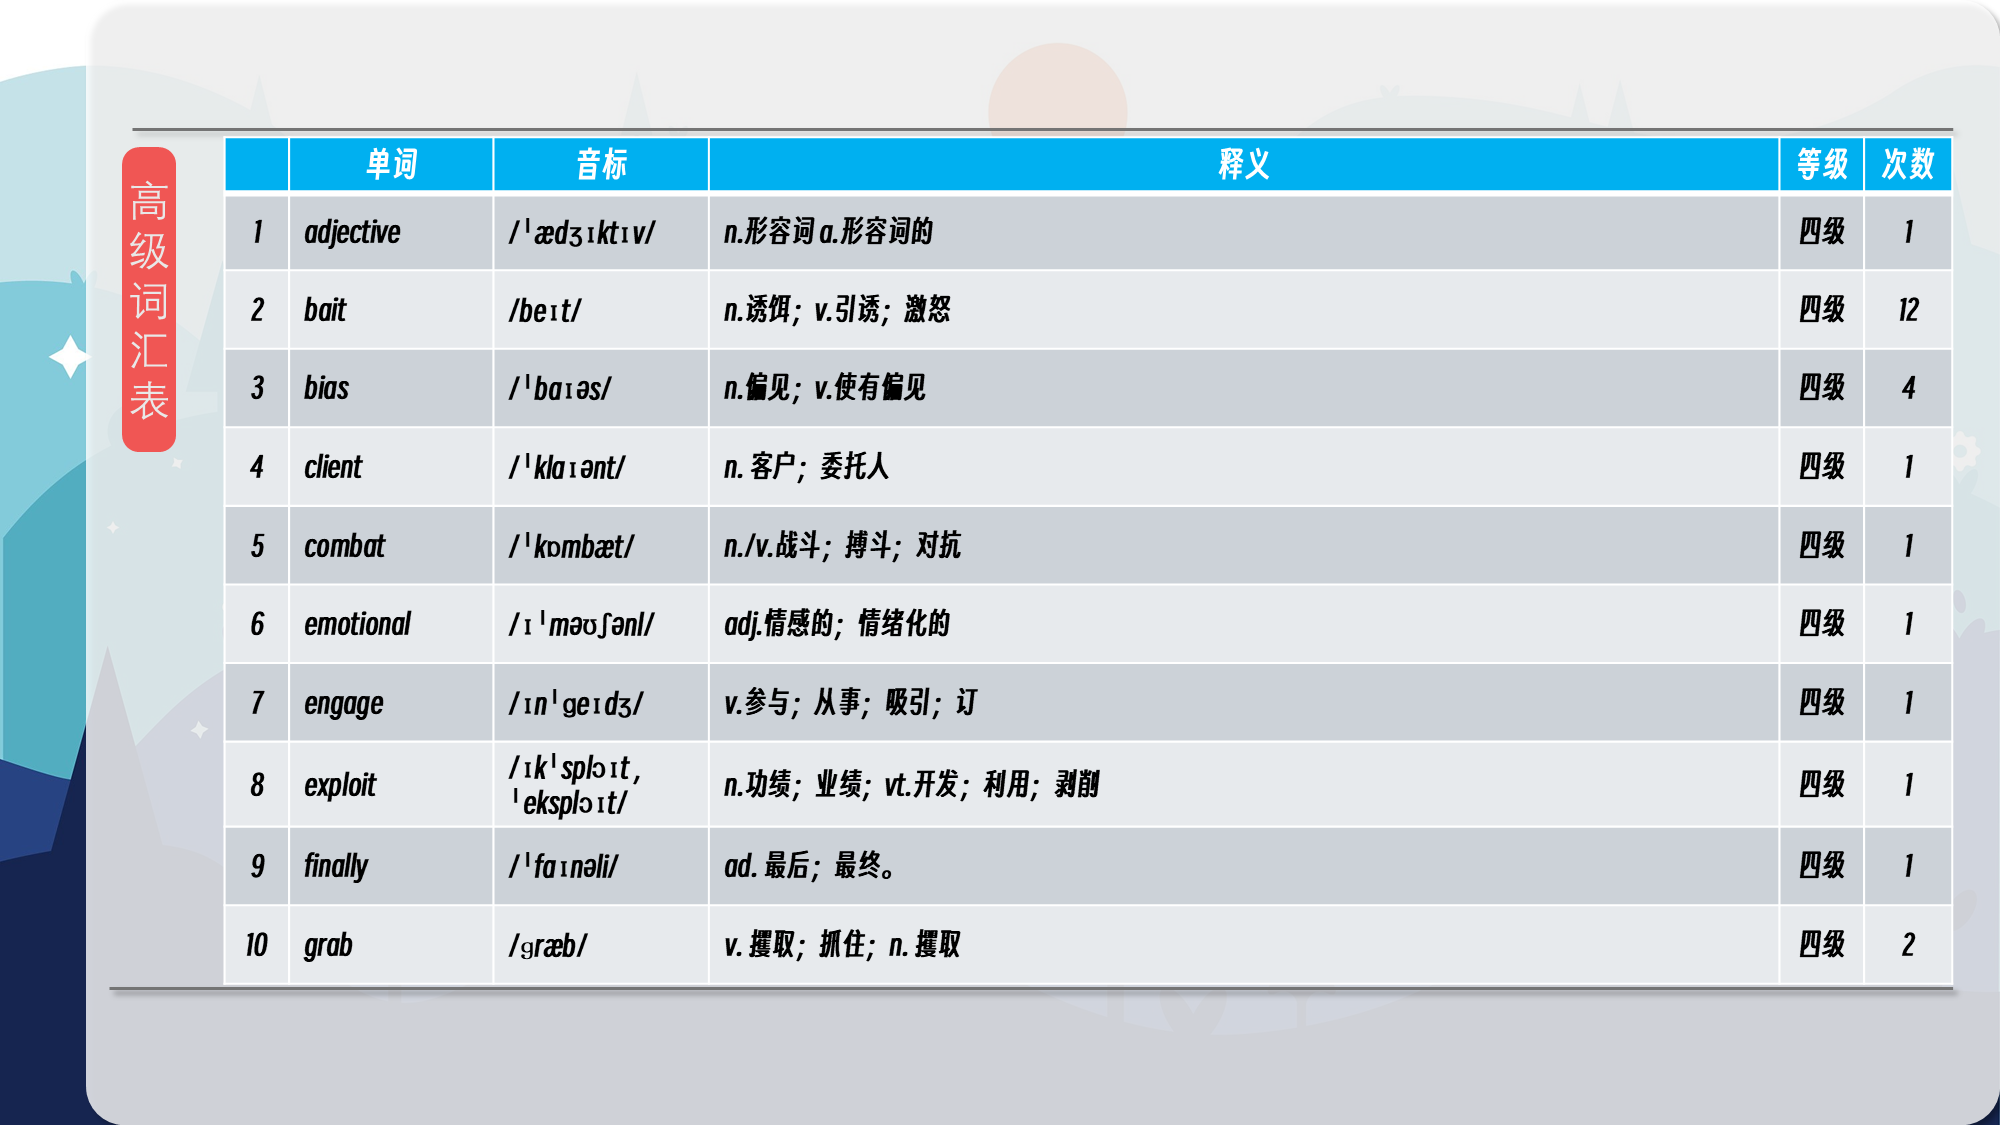 高级词汇表
单词 音标 释义 等级 次数
1 adjective /ˈædʒɪktɪv/ n.形容词 a.形容词的 四级 1
2 bait /beɪt/ n.诱饵；v.引诱；激怒 四级 12
3 bias /ˈbaɪəs/ n.偏见；v.使有偏见 四级 4
4 client /ˈklaɪənt/ n. 客户；委托人 四级 1
5 combat /ˈkɒmbæt/ n./v.战斗；搏斗；对抗 四级 1
6 emotional /ɪˈməʊʃənl/ adj.情感的；情绪化的 四级 1
7 engage /ɪnˈgeɪdʒ/ v.参与；从事；吸引；订 四级 1
8 exploit /ɪkˈsplɔɪt,
ˈeksplɔɪt/ n.功绩；业绩；vt.开发；利用；剥削 四级 1
9 finally /ˈfaɪnəli/ ad. 最后；最终。 四级 1
10 grab /ɡræb/ v. 攫取；抓住；n. 攫取 四级 2